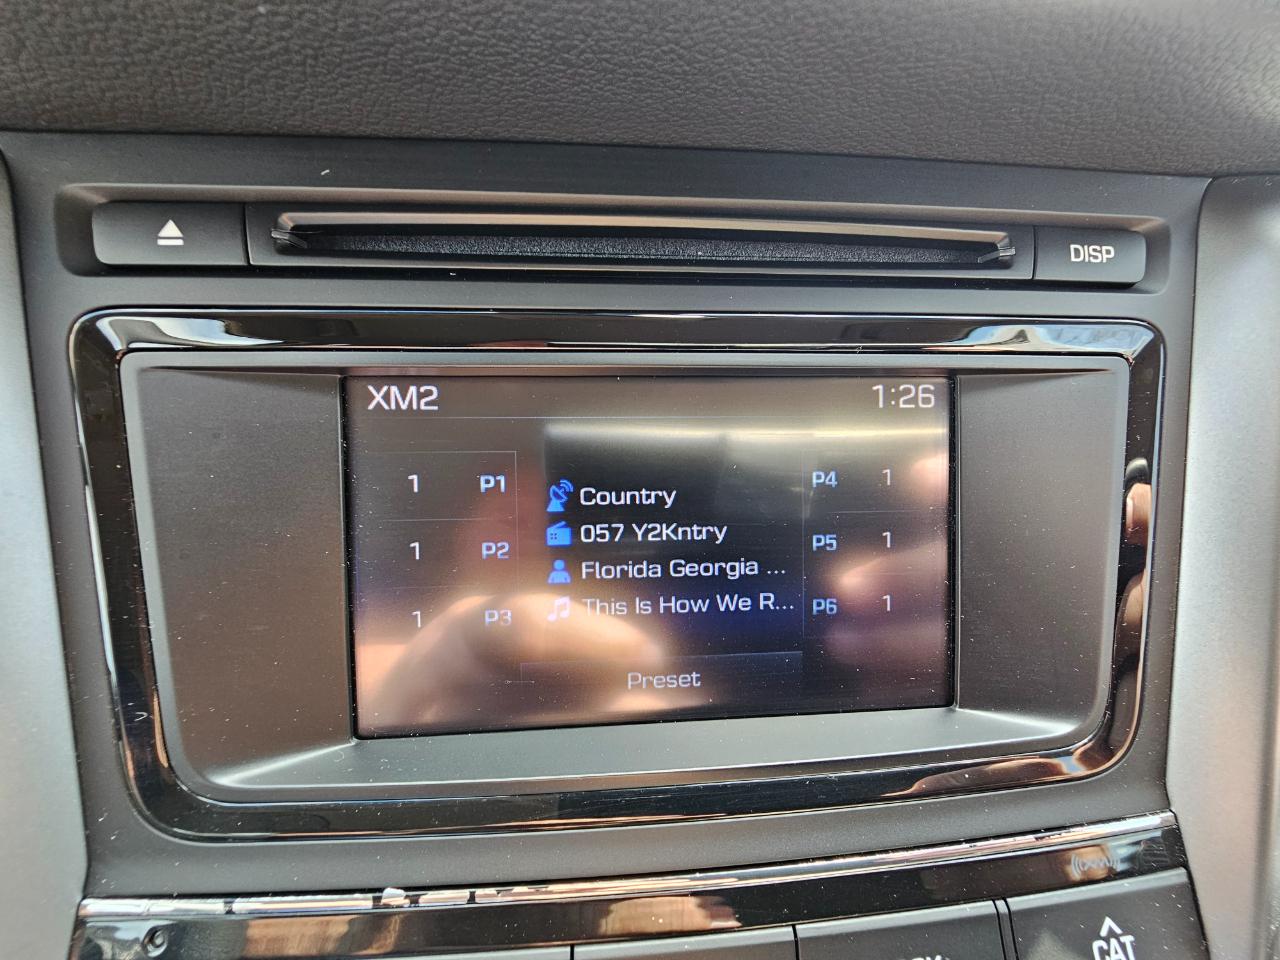 DISP
XM2 1:26
1 P1
1 P2
1 P3
Country
057 Y2Kntry
Florida Georgia ...
This Is How We R...
Preset
P4 1
P5 1
P6 1
((XM))
CAT